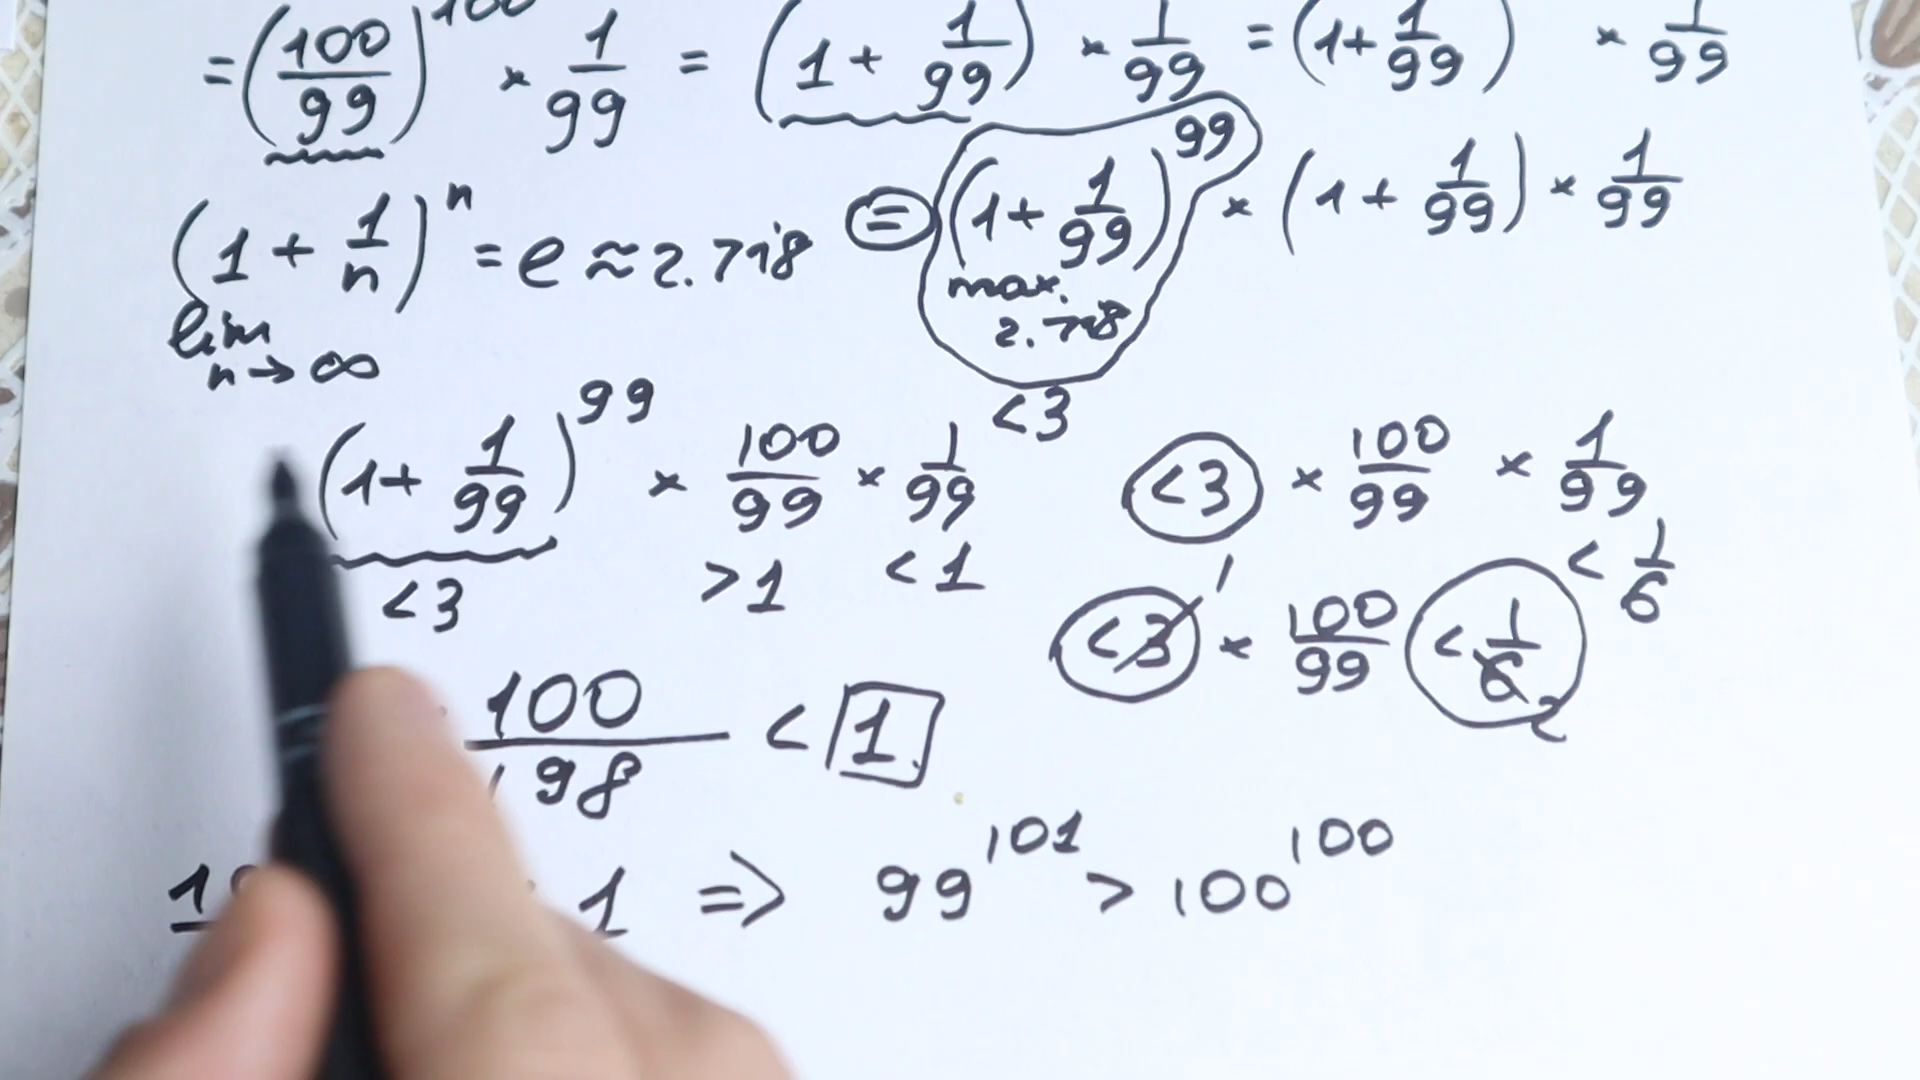 = (100/99)^100 × 1/99 = (1 + 1/99) × 1/99 = (1 + 1/99) × 1/99
(1 + 1/n)^n = e ≈ 2.718
lim
n → ∞
= (1 + 1/99)^99 × (1 + 1/99) × 1/99
max.
2.718
<3
(1 + 1/99)^99 × 100/99 × 1/99
<3 >1 <1
<3 × 100/99 × 1/99
< 1/6
<3 1 × 100/99 < 1/6 2
100/198 < 1
1 => 99^101 > 100^100